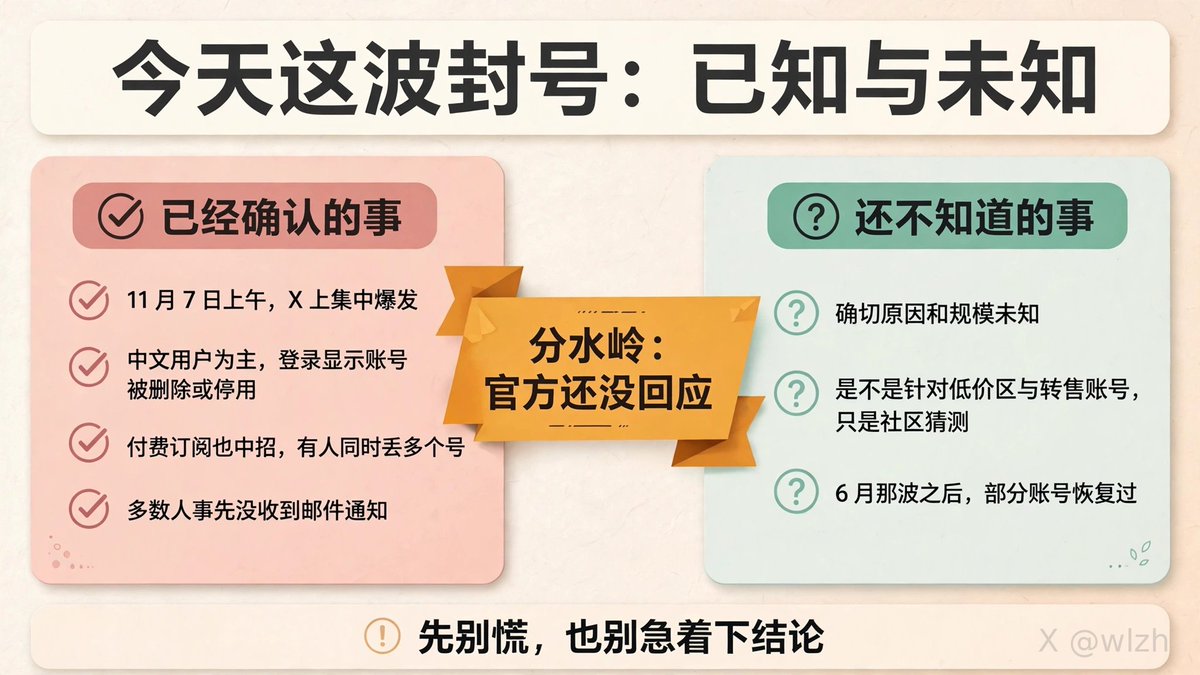 今天这波封号：已知与未知
已经确认的事
11 月 7 日上午，X 上集中爆发
中文用户为主，登录显示账号
被删除或停用
付费订阅也中招，有人同时丢多个号
多数人事先没收到邮件通知
分水岭：
官方还没回应
还不知道的事
确切原因和规模未知
是不是针对低价区与转售账号，
只是社区猜测
6 月那波之后，部分账号恢复过
先别慌，也别急着下结论
X @wlzh